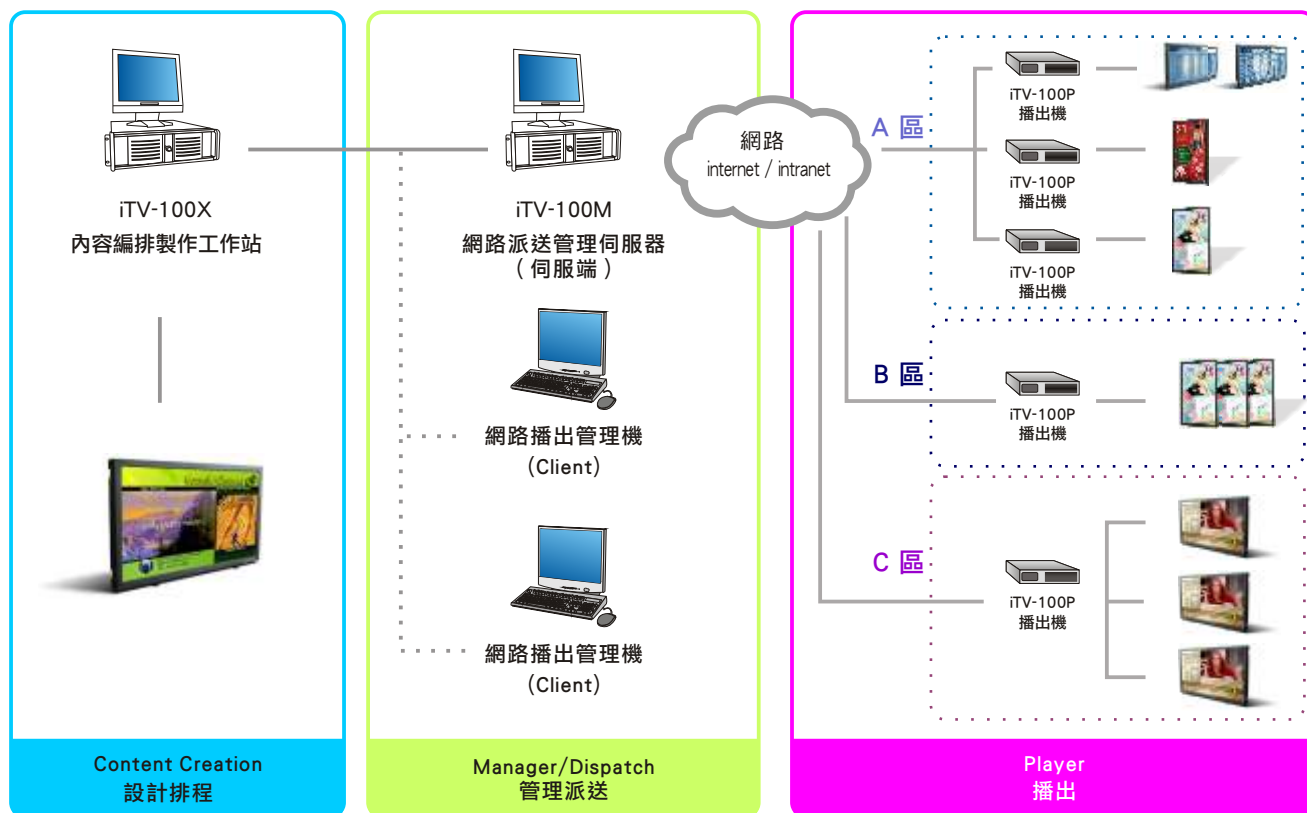 iTV-100X
內容編排製作工作站
Content Creation
設計排程
iTV-100M
網路派送管理伺服器
（伺服端）
網路播出管理機
(Client)
網路播出管理機
(Client)
Manager/Dispatch
管理派送
網路
internet / intranet
A 區
iTV-100P
播出機
iTV-100P
播出機
iTV-100P
播出機
B 區
iTV-100P
播出機
C 區
iTV-100P
播出機
Player
播出